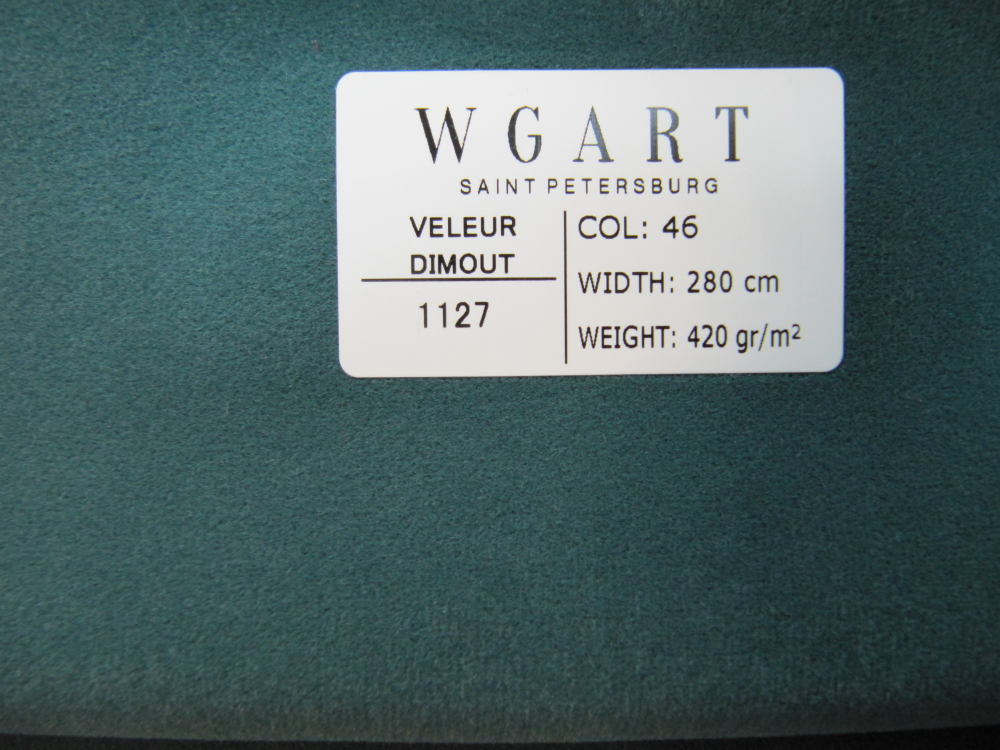 WGART
SAINT PETERSBURG
VELEUR
DIMOUT
1127
COL: 46
WIDTH: 280 cm
WEIGHT: 420 gr/m²